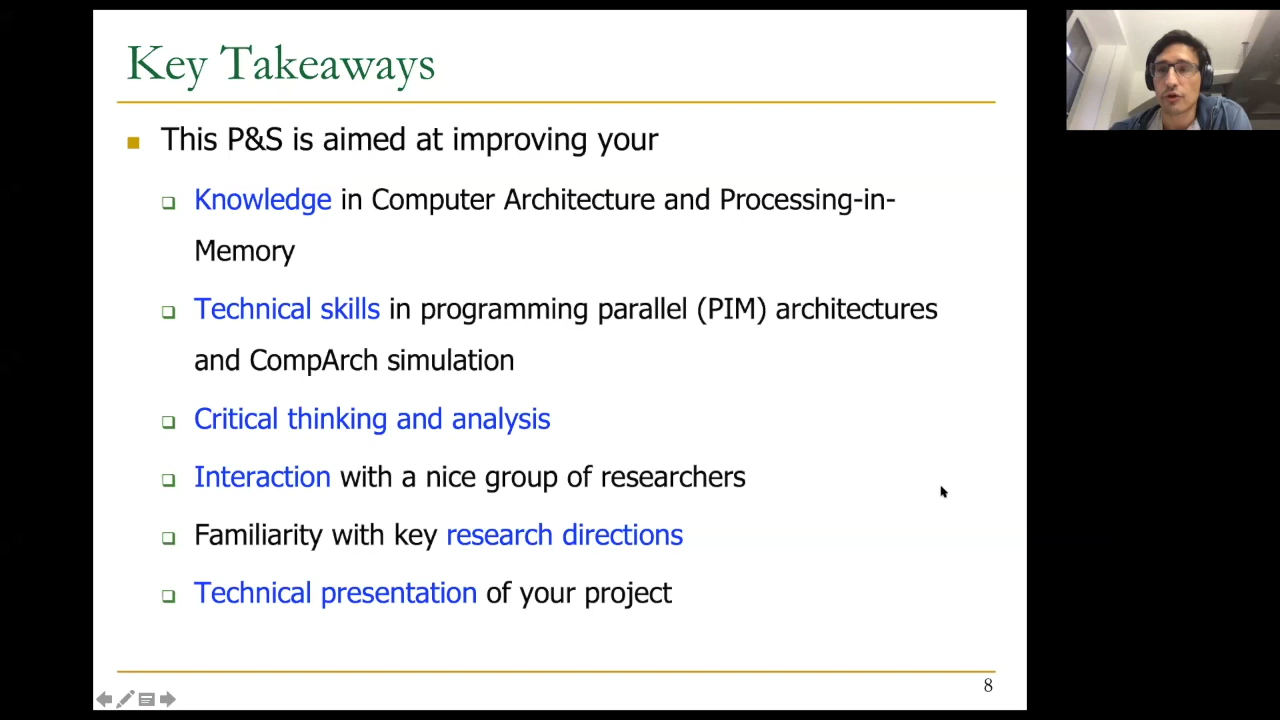 Key Takeaways
This P&S is aimed at improving your
Knowledge in Computer Architecture and Processing-in-
Memory
Technical skills in programming parallel (PIM) architectures
and CompArch simulation
Critical thinking and analysis
Interaction with a nice group of researchers
Familiarity with key research directions
Technical presentation of your project
8